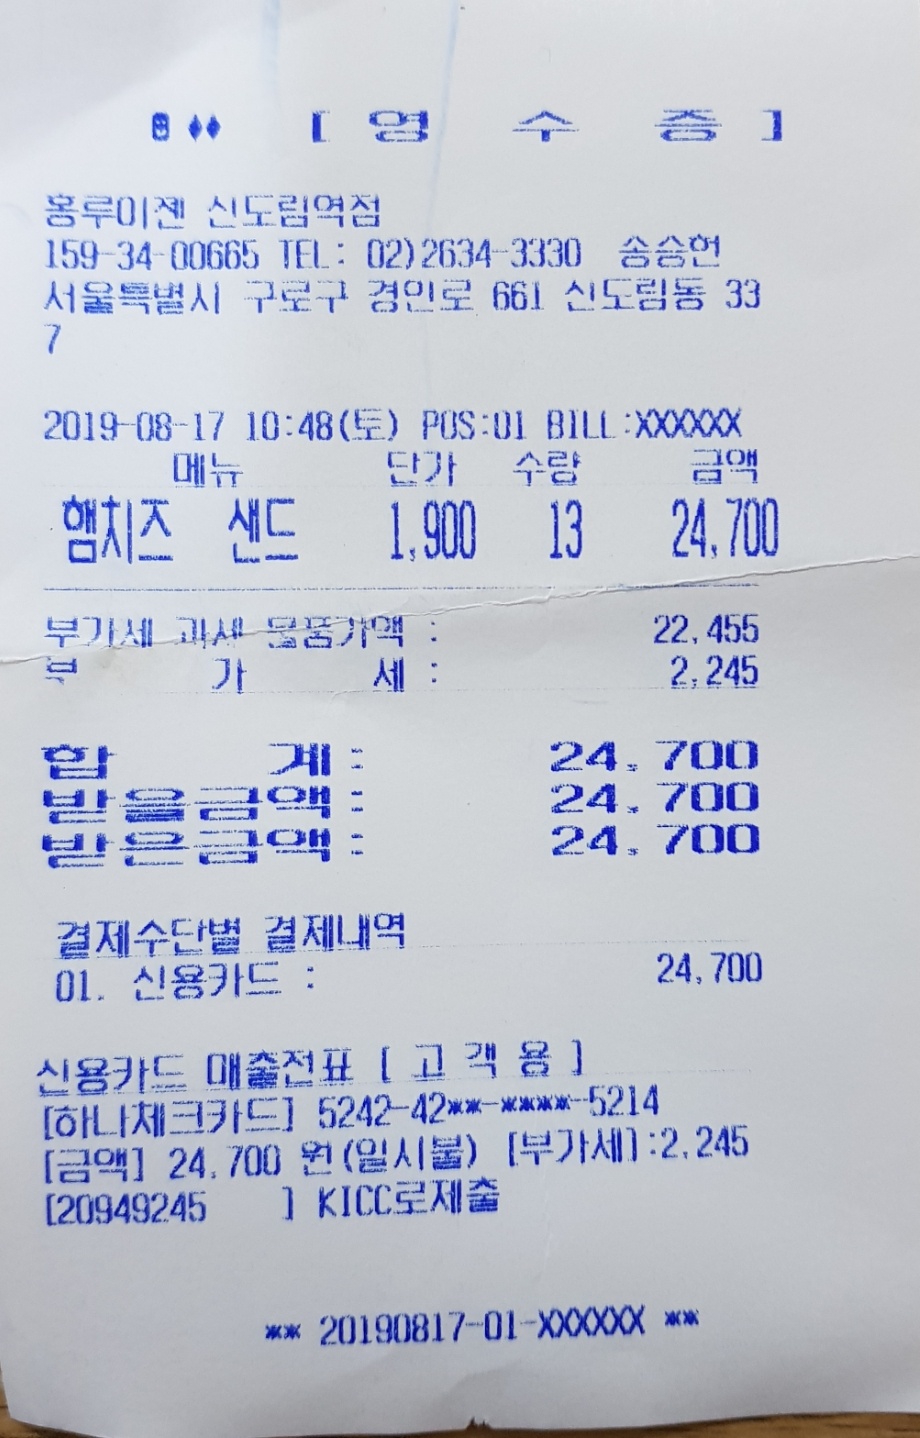 [ 영 수 증 ]
홍루이젠 신도림역점
159-34-00665 TEL: 02)2634-3330 송승헌
서울특별시 구로구 경인로 661 신도림동 33
7
2019-08-17 10:48(토) POS:01 BILL:XXXXXX
메뉴 단가 수량 금액
햄치즈 샌드 1,900 13 24,700
부가세 과세 물품가액 : 22,455
부 가 세 : 2,245
합 계 : 24,700
받을금액 : 24,700
받은금액 : 24,700
결제수단별 결제내역
01. 신용카드 : 24,700
신용카드 매출전표 [ 고 객 용 ]
[하나체크카드] 5242-42**-****-5214
[금액] 24,700 원(일시불) [부가세]:2,245
[20949245 ] KICC로제출
** 20190817-01-XXXXXX **